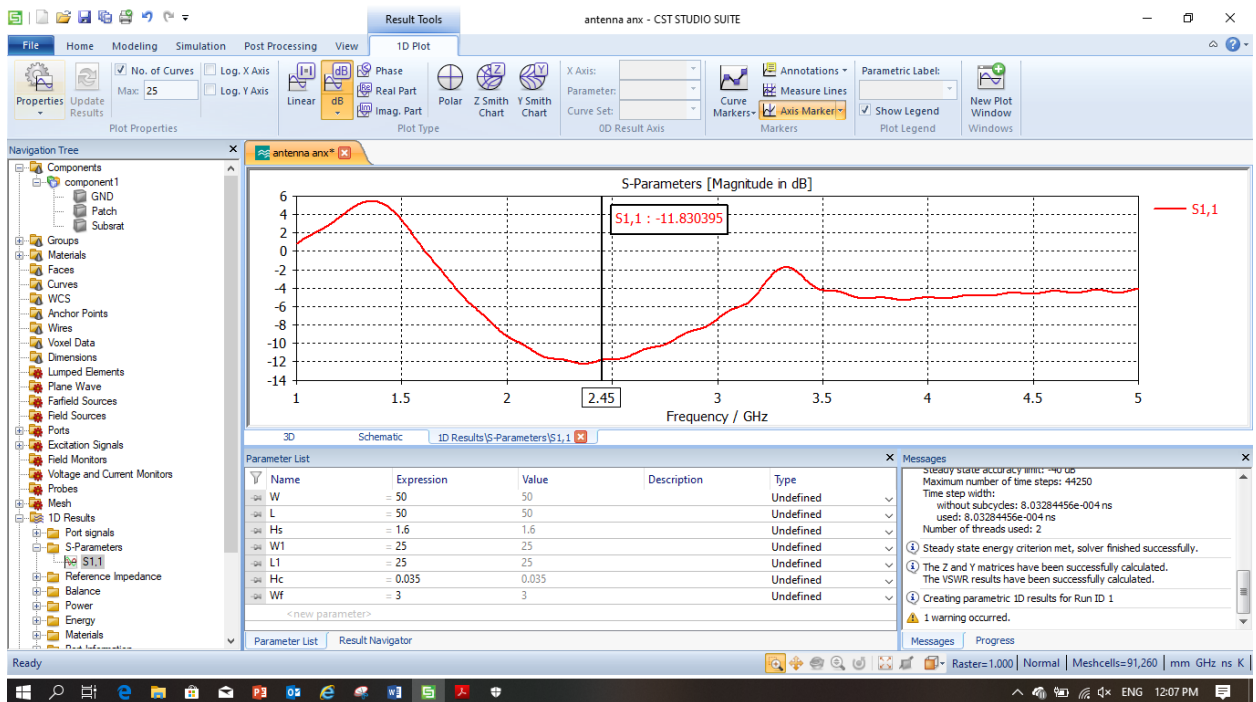 Result Tools
antenna anx - CST STUDIO SUITE
File Home Modeling Simulation Post Processing View 1D Plot
Properties
Update Results
No. of Curves
Max: 25
Log. X Axis
Log. Y Axis
Plot Properties
Linear
dB
dB
Phase
Real Part
Imag. Part
Polar
Z Smith Chart
Y Smith Chart
Plot Type
X Axis:
Parameter:
Curve Set:
0D Result Axis
Curve Markers
Annotations
Measure Lines
Axis Marker
Markers
Parametric Label:
Show Legend
Plot Legend
New Plot Window
Windows
Navigation Tree
Components
component1
GND
Patch
Subsrat
Groups
Materials
Faces
Curves
WCS
Anchor Points
Wires
Voxel Data
Dimensions
Lumped Elements
Plane Wave
Farfield Sources
Field Sources
Ports
Excitation Signals
Field Monitors
Voltage and Current Monitors
Probes
Mesh
1D Results
Port signals
S-Parameters
S1,1
Reference Impedance
Balance
Power
Energy
Materials
antenna anx*
S-Parameters [Magnitude in dB]
6
4
2
0
-2
-4
-6
-8
-10
-12
-14
S1,1 : -11.830395
S1,1
1 1.5 2 2.45 3 3.5 4 4.5 5
Frequency / GHz
3D Schematic 1D Results\S-Parameters\S1,1
Parameter List
Name Expression Value Description Type
W = 50 50 Undefined
L = 50 50 Undefined
Hs = 1.6 1.6 Undefined
W1 = 25 25 Undefined
L1 = 25 25 Undefined
Hc = 0.035 0.035 Undefined
Wf = 3 3 Undefined
<new parameter>
Parameter List Result Navigator
Messages
Steady state accuracy limit: -40 dB
Maximum number of time steps: 44250
Time step width:
without subcycles: 8.03284456e-004 ns
used: 8.03284456e-004 ns
Number of threads used: 2
Steady state energy criterion met, solver finished successfully.
The Z and Y matrices have been successfully calculated.
The VSWR results have been successfully calculated.
Creating parametric 1D results for Run ID 1
1 warning occurred.
Messages Progress
Ready
Raster=1.000 Normal Meshcells=91,260 mm GHz ns K
ENG 12:07 PM